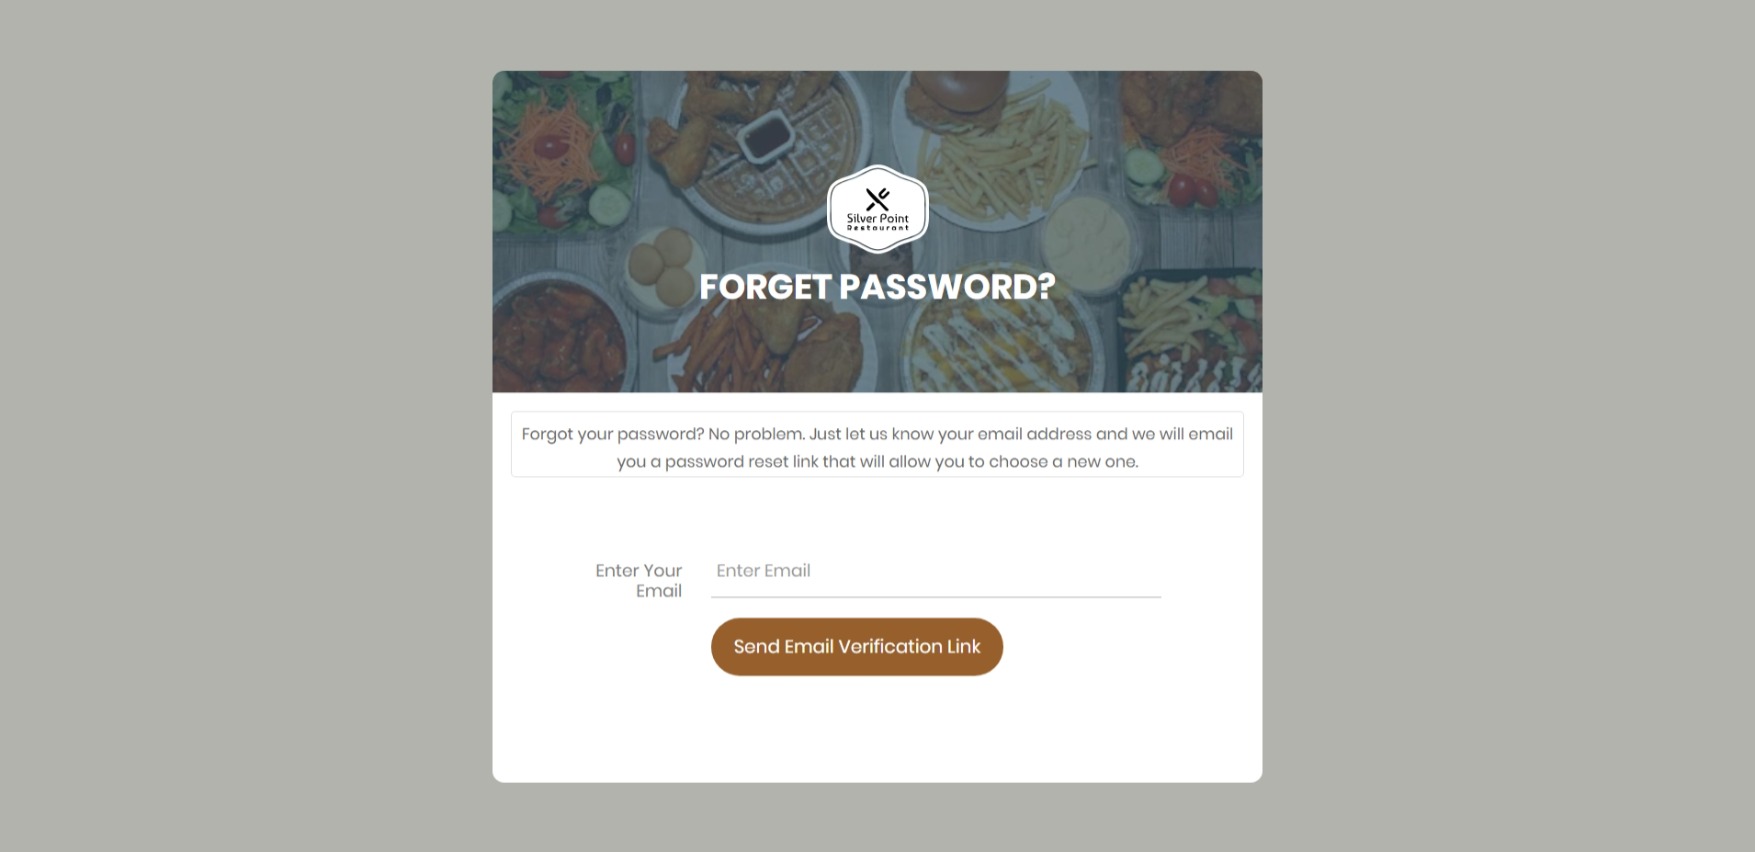 Silver Point
Restaurant
FORGET PASSWORD?
Forgot your password? No problem. Just let us know your email address and we will email
you a password reset link that will allow you to choose a new one.
Enter Your
Email
Enter Email
Send Email Verification Link